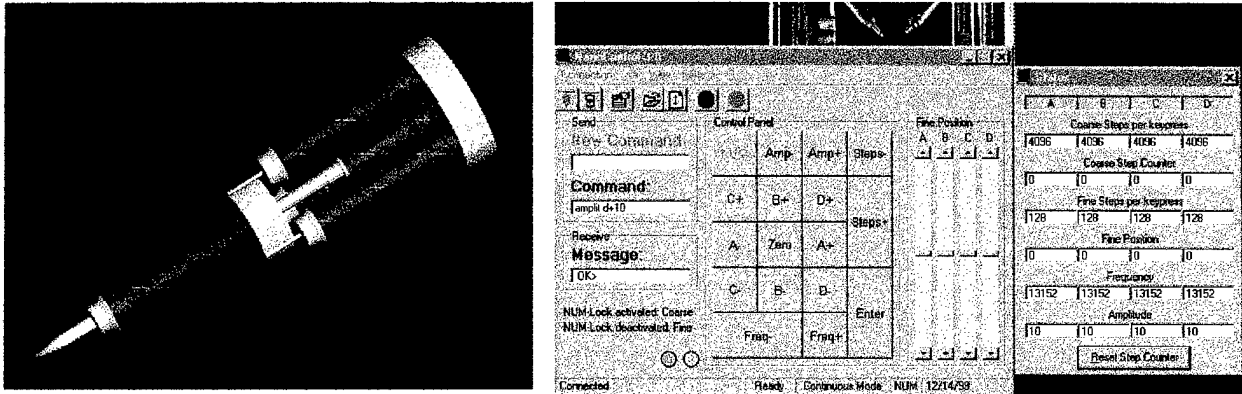 Send
Raw Command
Command:
amplil d+10
Receive
Message:
OK>
NUM-Lock activated: Coarse
NUM-Lock deactivated: Fine
Control Panel
Amp- Amp+ Steps-
C+ B+ D+
Steps+
A- Zero A+
C- B- D-
Enter
Freq- Freq+
Fine Position
A B C D
Connected Ready Continuous Mode NUM 12/14/99
A B C D
Coarse Steps per keypress
4096 4096 4096 4096
Coarse Step Counter
0 0 0 0
Fine Steps per keypress
128 128 128 128
Fine Position
0 0 0 0
Frequency
13152 13152 13152 13152
Amplitude
10 10 10 10
Reset Step Counter